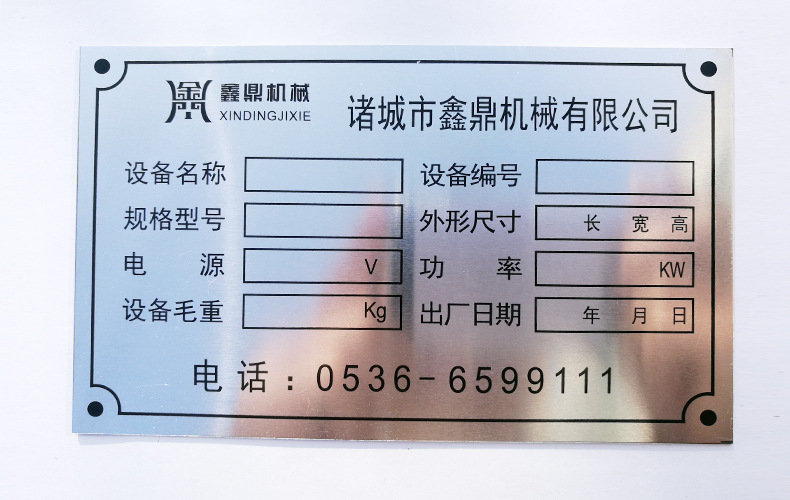 鑫鼎机械
XINDINGJIXIE
诸城市鑫鼎机械有限公司
设备名称 设备编号
规格型号 外形尺寸 长 宽 高
电 源 V 功 率 KW
设备毛重 Kg 出厂日期 年 月 日
电话:0536-6599111